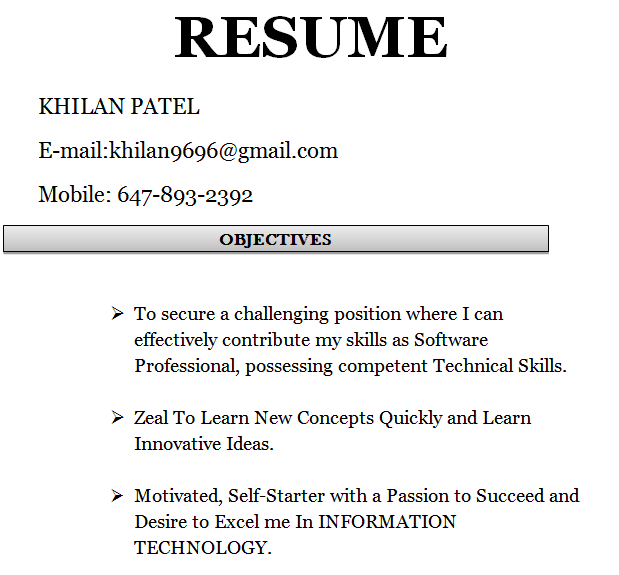 RESUME
KHILAN PATEL
E-mail:khilan9696@gmail.com
Mobile: 647-893-2392
OBJECTIVES
➢ To secure a challenging position where I can
effectively contribute my skills as Software
Professional, possessing competent Technical Skills.
➢ Zeal To Learn New Concepts Quickly and Learn
Innovative Ideas.
➢ Motivated, Self-Starter with a Passion to Succeed and
Desire to Excel me In INFORMATION
TECHNOLOGY.